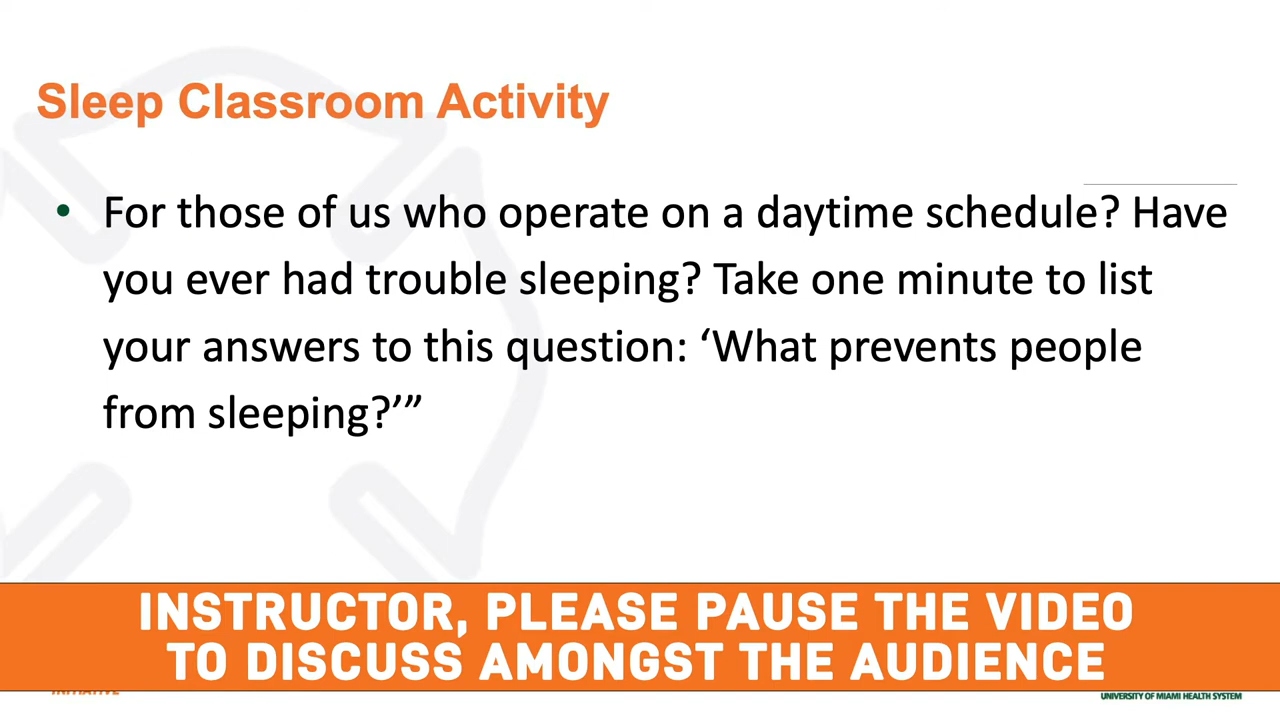 Sleep Classroom Activity
• For those of us who operate on a daytime schedule? Have
you ever had trouble sleeping? Take one minute to list
your answers to this question: ‘What prevents people
from sleeping?’”
INSTRUCTOR, PLEASE PAUSE THE VIDEO
TO DISCUSS AMONGST THE AUDIENCE
INITIATIVE
UNIVERSITY OF MIAMI HEALTH SYSTEM